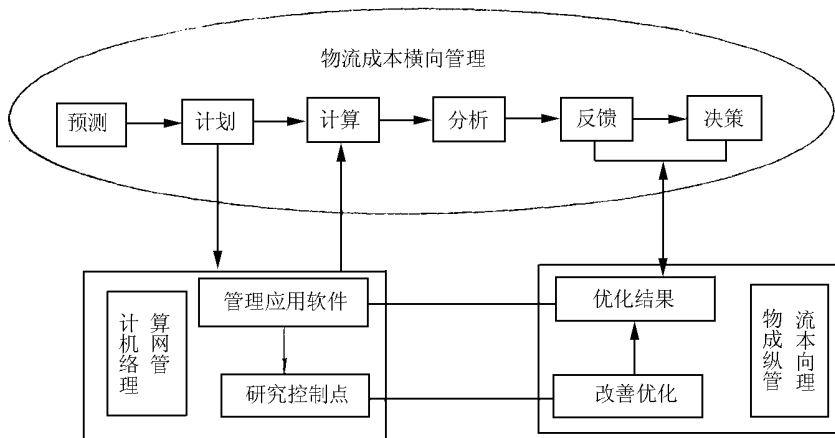 物流成本横向管理
预测
计划
计算
分析
反馈
决策
计算
机网
络管
理
管理应用软件
研究控制点
优化结果
改善优化
物流
成本
纵向
管理